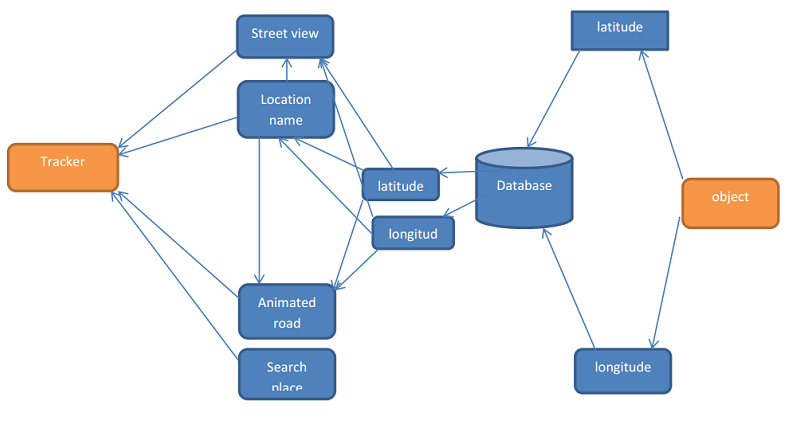 Street view
latitude
Location
name
Tracker
latitude
Database
object
longitud
Animated
road
Search
place
longitude